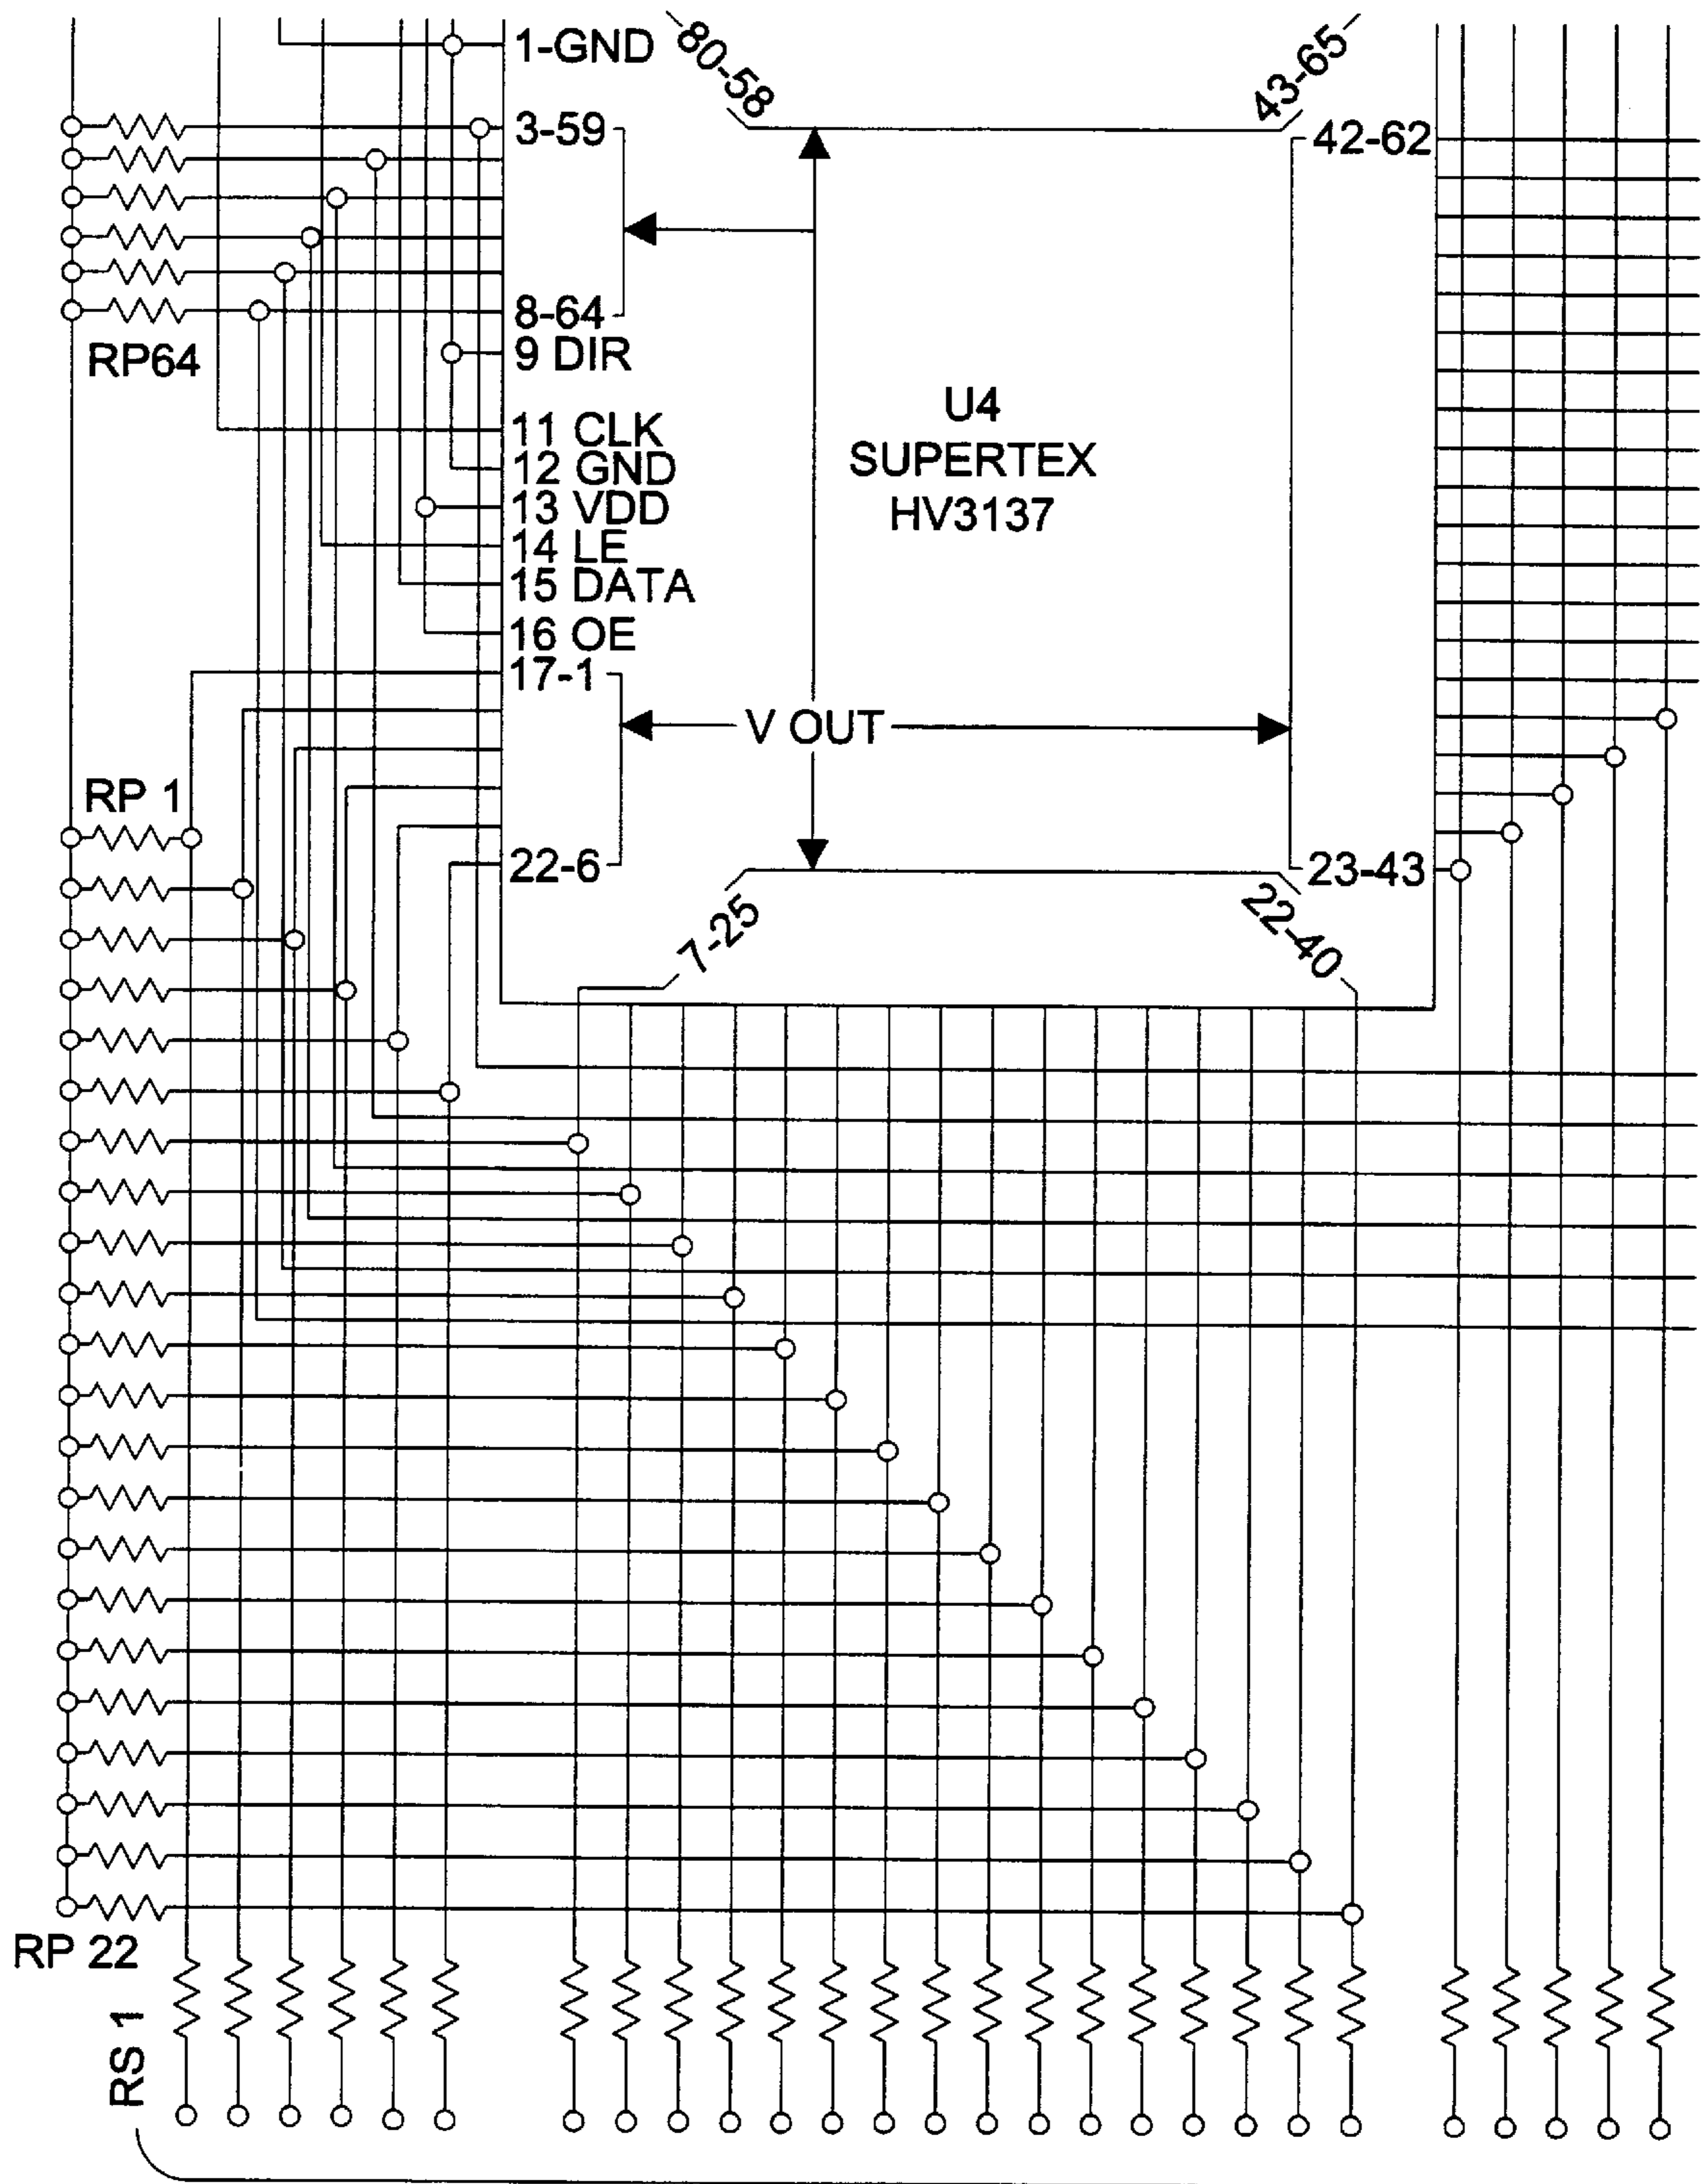 1-GND
80-58
43-65
3-59
42-62
8-64
RP64
9 DIR
U4
11 CLK
SUPERTEX
12 GND
HV3137
13 VDD
14 LE
15 DATA
16 OE
17-1
V OUT
RP 1
22-6
23-43
7-25
22-40
RP 22
RS 1